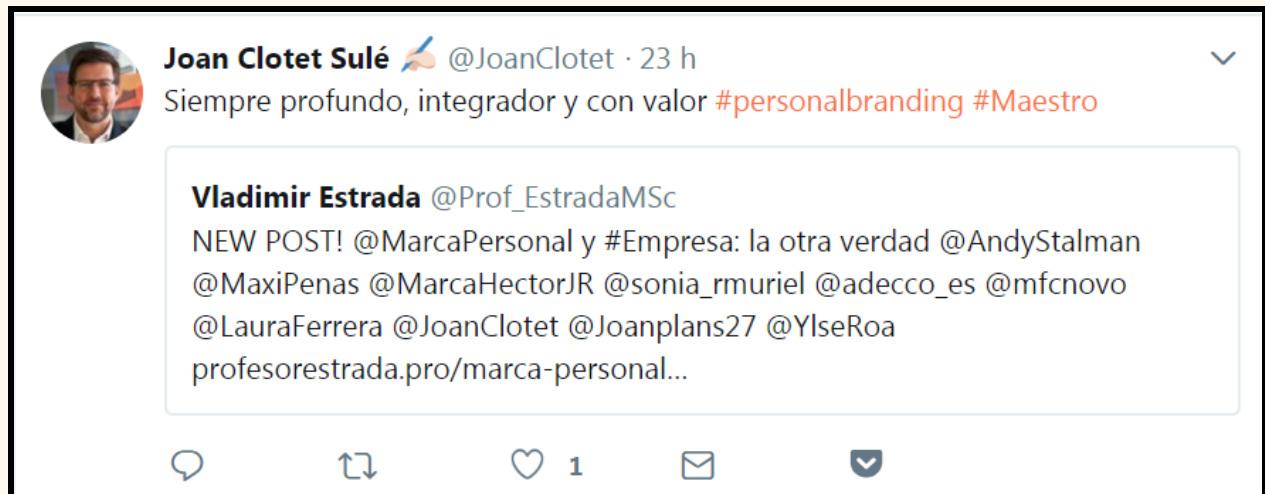 Joan Clotet Sulé ✍🏻 @JoanClotet · 23 h
Siempre profundo, integrador y con valor #personalbranding #Maestro
Vladimir Estrada @Prof_EstradaMSc
NEW POST! @MarcaPersonal y #Empresa: la otra verdad @AndyStalman
@MaxiPenas @MarcaHectorJR @sonia_rmuriel @adecco_es @mfcnovo
@LauraFerrera @JoanClotet @Joanplans27 @YlseRoa
profesorestrada.pro/marca-personal...
1